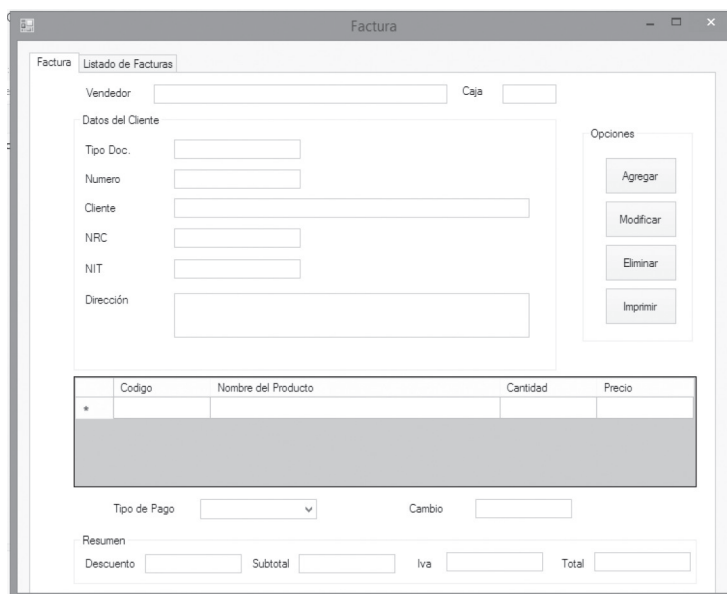 Factura
Factura Listado de Facturas
Vendedor Caja
Datos del Cliente
Tipo Doc.
Numero
Cliente
NRC
NIT
Dirección
Opciones
Agregar
Modificar
Eliminar
Imprimir
Codigo Nombre del Producto Cantidad Precio
*
Tipo de Pago Cambio
Resumen
Descuento Subtotal Iva Total